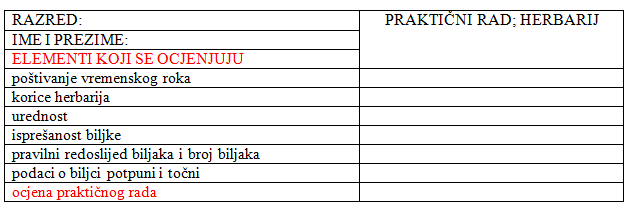 RAZRED:
PRAKTIČNI RAD; HERBARIJ
IME I PREZIME:
ELEMENTI KOJI SE OCJENJUJU
poštivanje vremenskog roka
korice herbarija
urednost
isprešanost biljke
pravilni redoslijed biljaka i broj biljaka
podaci o biljci potpuni i točni
ocjena praktičnog rada